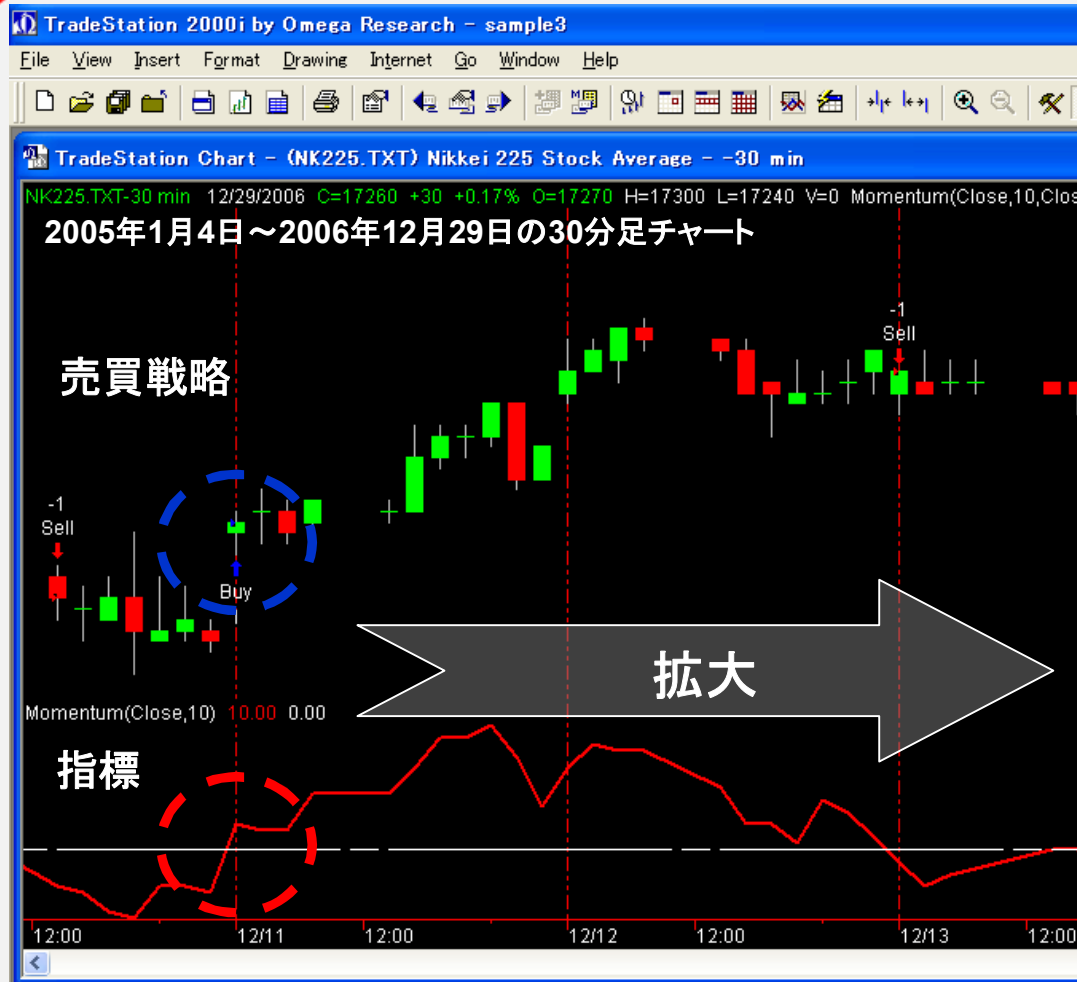 TradeStation 2000i by Omega Research - sample3
File View Insert Format Drawing Internet Go Window Help
TradeStation Chart - (NK225.TXT) Nikkei 225 Stock Average - -30 min
NK225.TXT-30 min 12/29/2006 C=17260 +30 +0.17% O=17270 H=17300 L=17240 V=0 Momentum(Close,10,Clos
2005年1月4日～2006年12月29日の30分足チャート
-1
Sell
売買戦略
-1
Sell
Buy
拡大
Momentum(Close,10) 10.00 0.00
指標
12:00 12/11 12:00 12/12 12:00 12/13 12:00